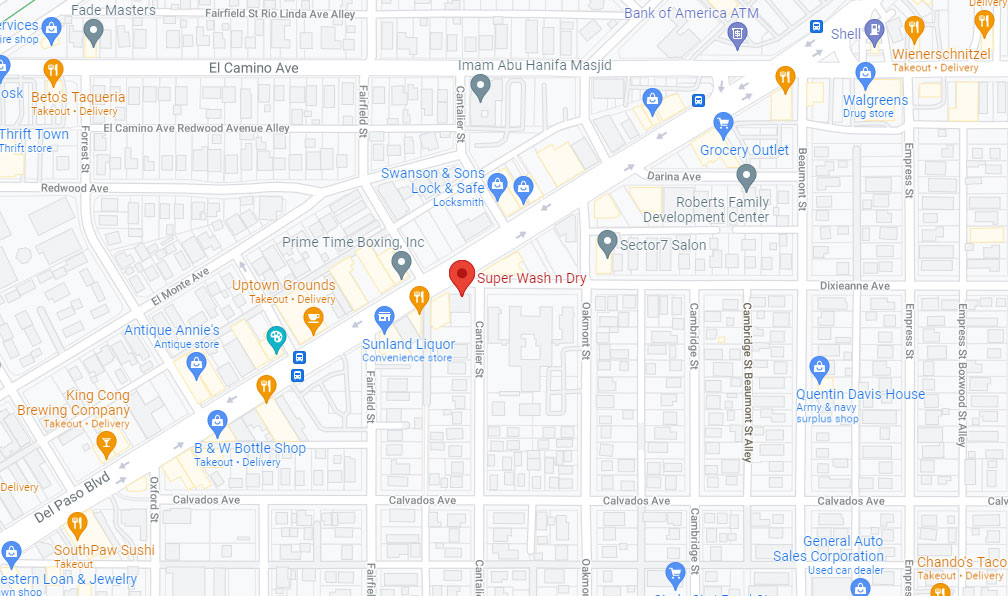 Fade Masters
Fairfield St Rio Linda Ave Alley
Bank of America ATM
Delivery
ervices
ire shop
Shell
Wienerschnitzel
Takeout • Delivery
El Camino Ave
Imam Abu Hanifa Masjid
osk
Beto's Taqueria
Takeout • Delivery
Walgreens
Drug store
Thrift Town
Thrift store
Forrest St
El Camino Ave Redwood Avenue Alley
Fairfield St
Cantalier St
Grocery Outlet
Beaumont St
Empress St
Redwood Ave
Swanson & Sons
Lock & Safe
Locksmith
Darina Ave
Roberts Family
Development Center
Prime Time Boxing, Inc
Sector7 Salon
El Monte Ave
Uptown Grounds
Takeout • Delivery
Super Wash n Dry
Dixieanne Ave
Antique Annie's
Antique store
Sunland Liquor
Convenience store
Cantalier St
Oakmont St
Cambridge St
Cambridge St Beaumont St Alley
Empress St
Empress St Boxwood St Alley
King Cong
Brewing Company
Takeout • Delivery
Fairfield St
Quentin Davis House
Army & navy
surplus shop
B & W Bottle Shop
Takeout • Delivery
Delivery
Del Paso Blvd
Oxford St
Calvados Ave
Calvados Ave
Calvados Ave
Calvados Ave
Calv
SouthPaw Sushi
Takeout
Cambridge St
General Auto
Sales Corporation
Used car dealer
estern Loan & Jewelry
wn shop
Fairfield
Cantalie
Oakmon
Empress
Chando's Taco
Takeout • Delivery